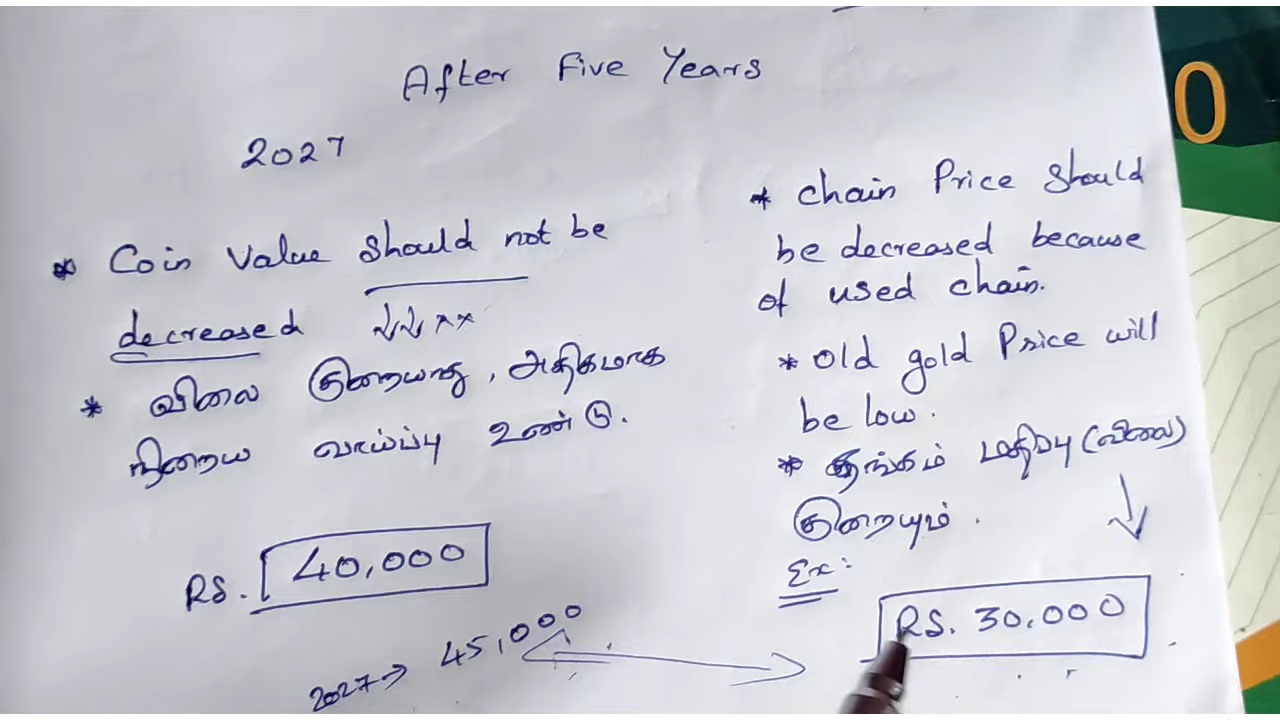 After Five Years
2027
* Coin Value Should not be
decreased ↓↓××
* விலை குறையாது, அதிகமாக
நிறைய வாய்ப்பு உண்டு.
RS. 40,000
2027→ 45,000
* Chain Price Should
be decreased because
of used chain.
* Old gold Price will
be low.
* தங்கம் மதிப்பு (விலை)
குறையும்.
Ex:
RS. 30,000
0